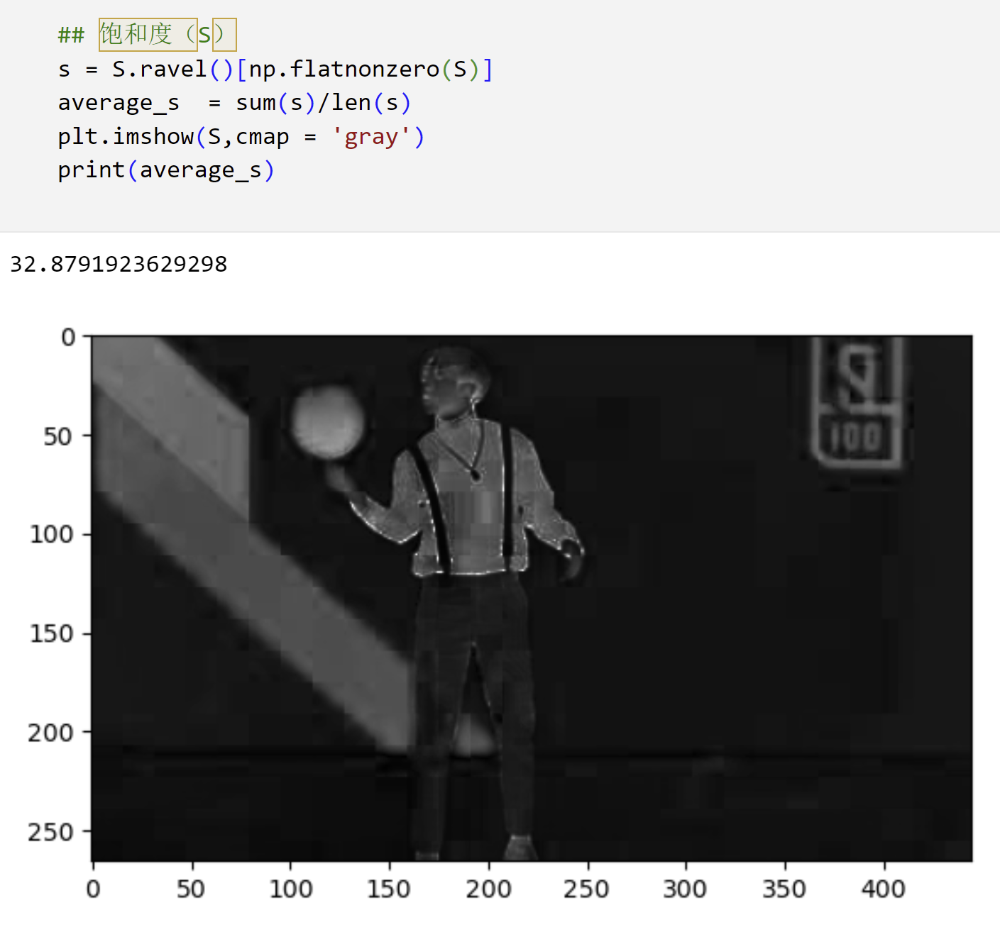 ## 饱和度（S）
s = S.ravel()[np.flatnonzero(S)]
average_s  = sum(s)/len(s)
plt.imshow(S,cmap = 'gray')
print(average_s)
32.8791923629298
0
50
100
150
200
250
0 50 100 150 200 250 300 350 400
100